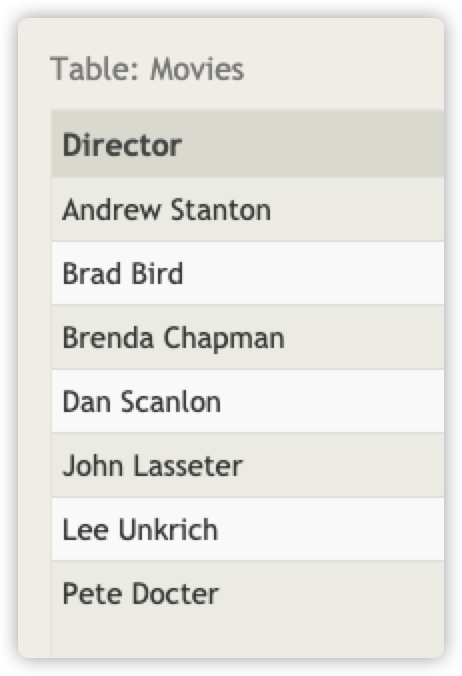 Table: Movies
Director
Andrew Stanton
Brad Bird
Brenda Chapman
Dan Scanlon
John Lasseter
Lee Unkrich
Pete Docter